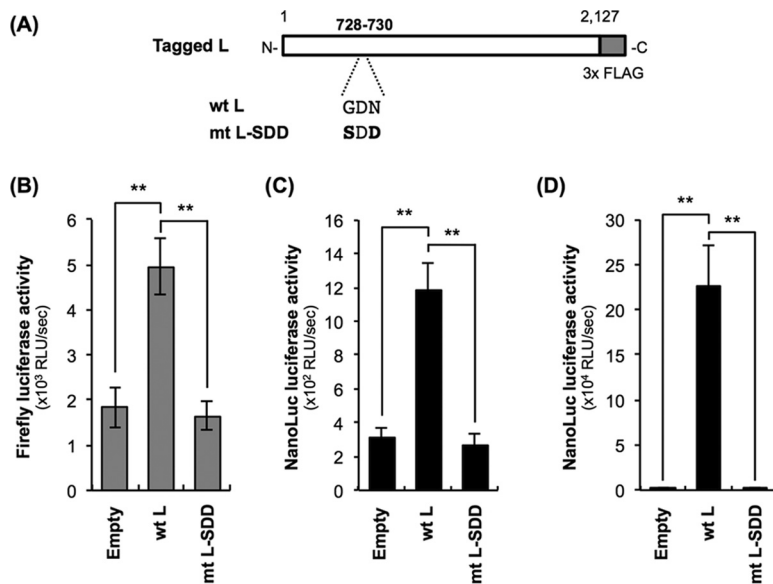 (A)
1 2,127
728-730
Tagged L N- -C
3x FLAG
wt L GDN
mt L-SDD SDD
(B)
**
**
Firefly luciferase activity
(x10³ RLU/sec)
6
5
4
3
2
1
0
Empty
wt L
mt L-SDD
(C)
**
**
NanoLuc luciferase activity
(x10² RLU/sec)
16
14
12
10
8
6
4
2
0
Empty
wt L
mt L-SDD
(D)
**
**
NanoLuc luciferase activity
(x10⁴ RLU/sec)
30
25
20
15
10
5
0
Empty
wt L
mt L-SDD